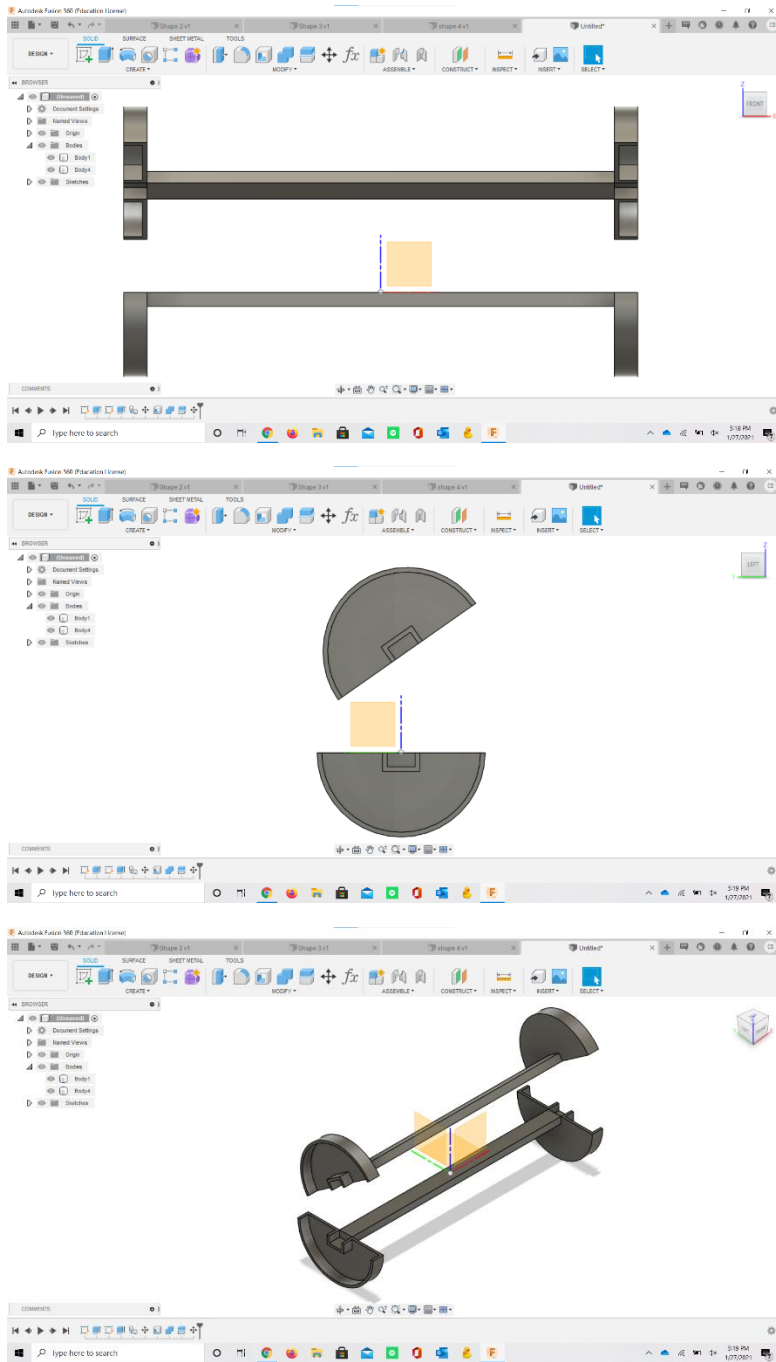 Autodesk Fusion 360 (Education License)
Shape 2 v1 Shape 3 v1 shape 4 v1 Untitled*
SOLID SURFACE SHEET METAL TOOLS
DESIGN
CREATE MODIFY ASSEMBLE CONSTRUCT INSPECT INSERT SELECT
BROWSER
(Unsaved)
Document Settings
Named Views
Origin
Bodies
Body1
Body4
Sketches
Z
FRONT
X
COMMENTS
Type here to search
5:18 PM
1/27/2021
Autodesk Fusion 360 (Education License)
Shape 2 v1 Shape 3 v1 shape 4 v1 Untitled*
SOLID SURFACE SHEET METAL TOOLS
DESIGN
CREATE MODIFY ASSEMBLE CONSTRUCT INSPECT INSERT SELECT
BROWSER
(Unsaved)
Document Settings
Named Views
Origin
Bodies
Body1
Body4
Sketches
Z
LEFT
Y
COMMENTS
Type here to search
5:19 PM
1/27/2021
Autodesk Fusion 360 (Education License)
Shape 2 v1 Shape 3 v1 shape 4 v1 Untitled*
SOLID SURFACE SHEET METAL TOOLS
DESIGN
CREATE MODIFY ASSEMBLE CONSTRUCT INSPECT INSERT SELECT
BROWSER
(Unsaved)
Document Settings
Named Views
Origin
Bodies
Body1
Body4
Sketches
COMMENTS
Type here to search
5:19 PM
1/27/2021